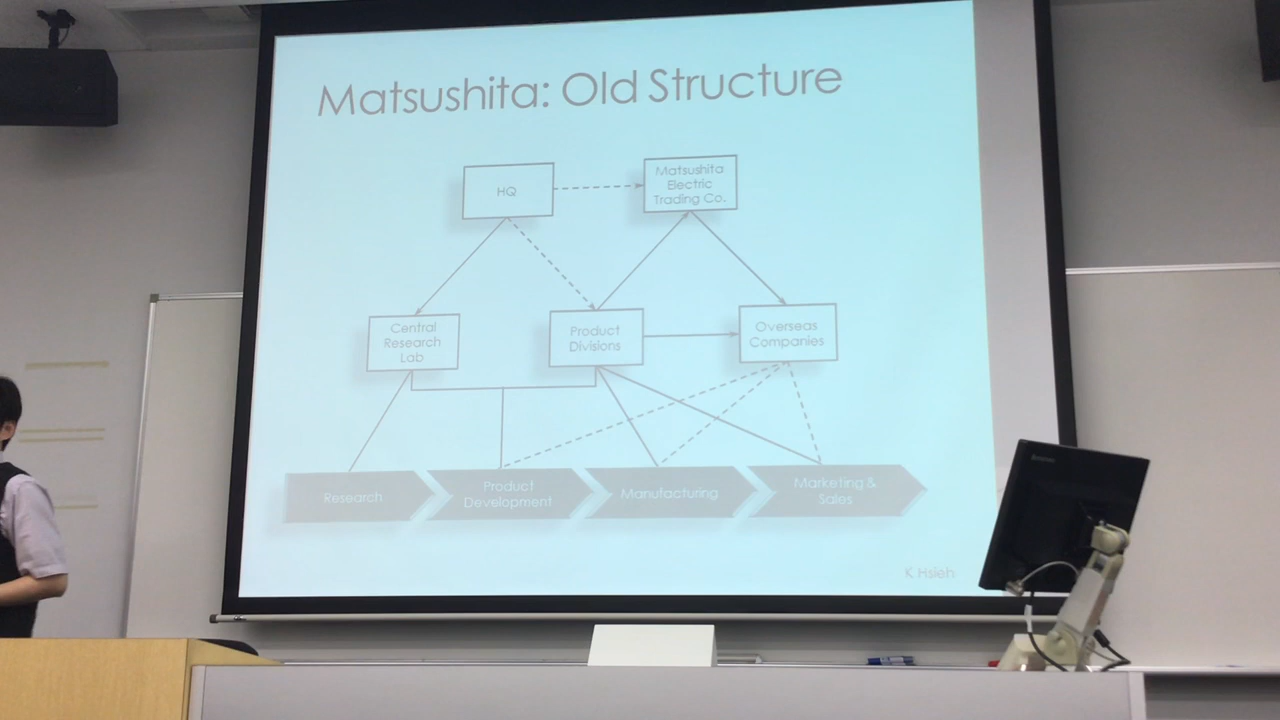 Matsushita: Old Structure
HQ
Matsushita
Electric
Trading Co.
Central
Research
Lab
Product
Divisions
Overseas
Companies
Research
Product
Development
Manufacturing
Marketing &
Sales
K Hsieh
Lenovo